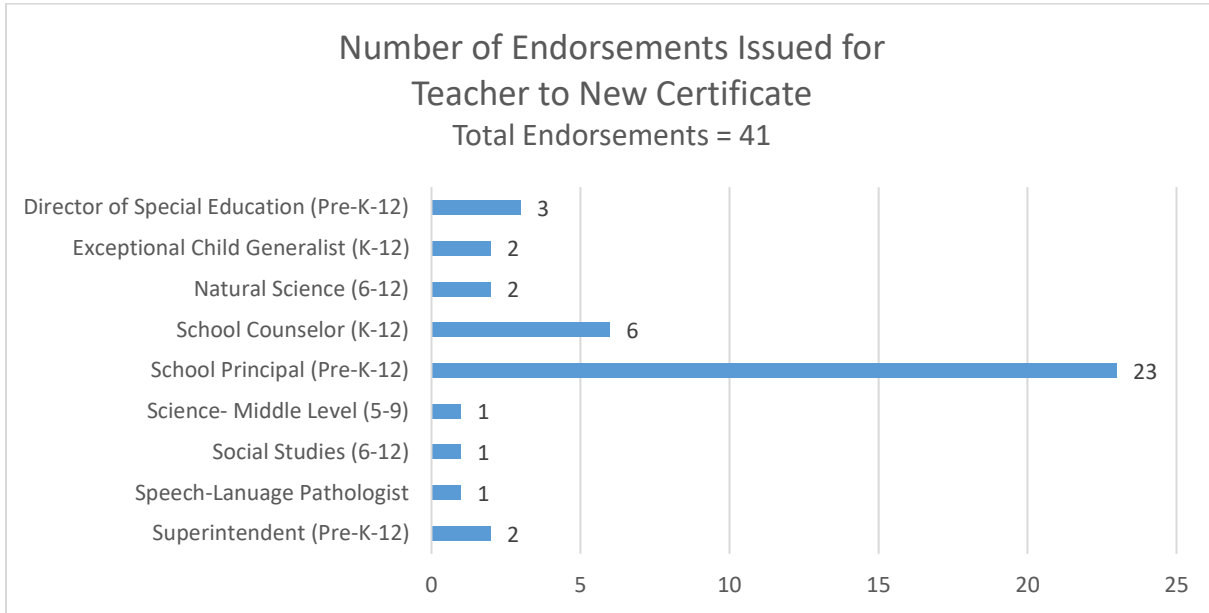 Number of Endorsements Issued for
Teacher to New Certificate
Total Endorsements = 41
Director of Special Education (Pre-K-12) 3
Exceptional Child Generalist (K-12) 2
Natural Science (6-12) 2
School Counselor (K-12) 6
School Principal (Pre-K-12) 23
Science- Middle Level (5-9) 1
Social Studies (6-12) 1
Speech-Lanuage Pathologist 1
Superintendent (Pre-K-12) 2
0 5 10 15 20 25